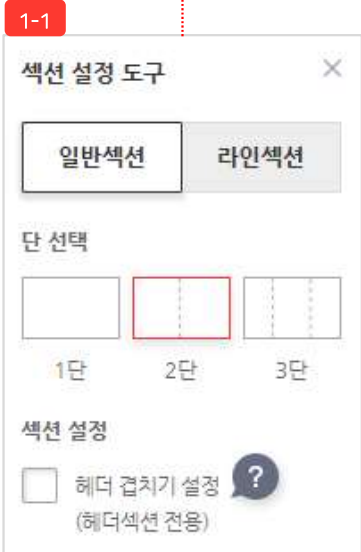 1-1
섹션 설정 도구
일반섹션 라인섹션
단 선택
1단 2단 3단
섹션 설정
헤더 겹치기 설정 ?
(헤더섹션 전용)